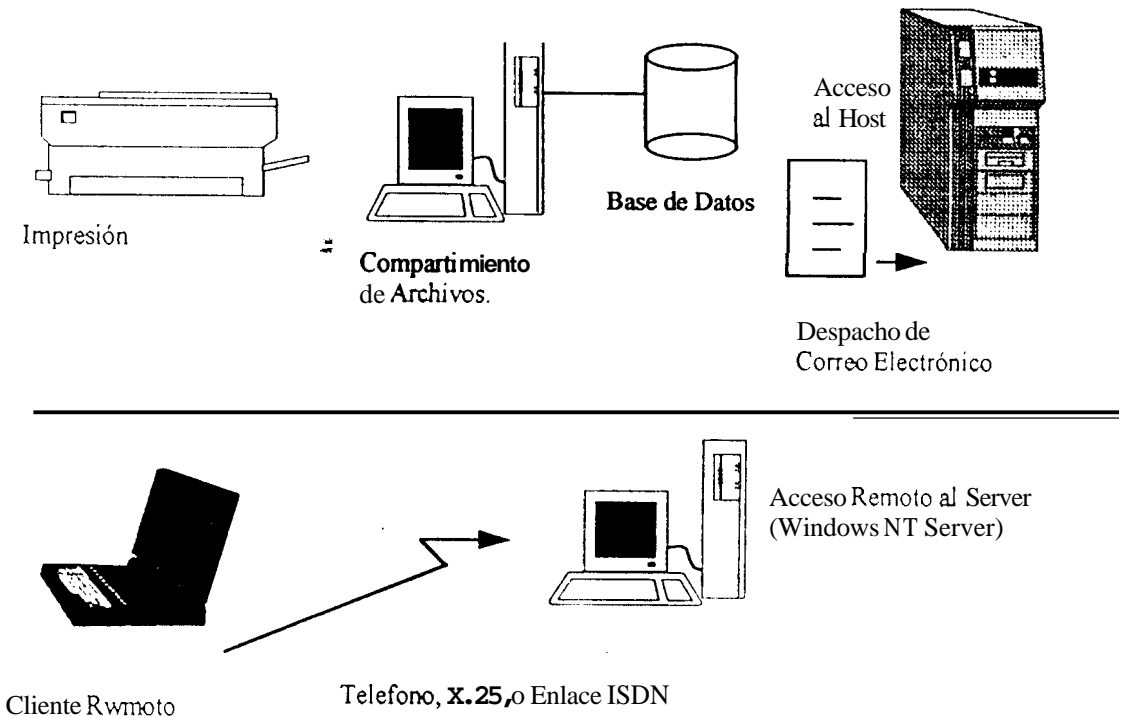 Acceso
al Host
Base de Datos
Impresión
Compartimiento
de Archivos.
Despacho de
Correo Electrónico
Acceso Remoto al Server
(Windows NT Server)
Cliente Rwmoto
Telefono, X.25,o Enlace ISDN